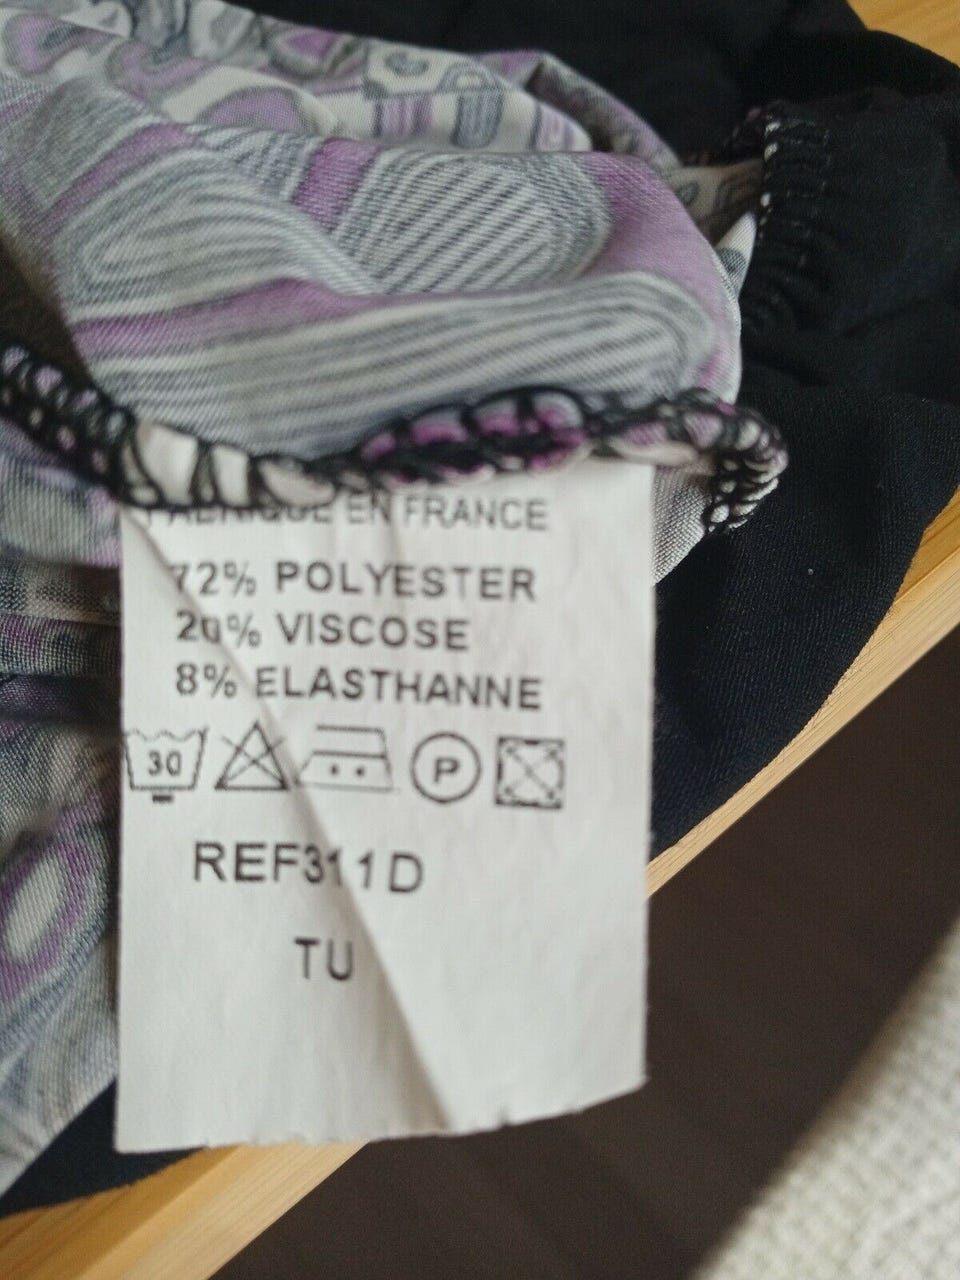 FABRIQUE EN FRANCE
72% POLYESTER
20% VISCOSE
8% ELASTHANNE
30 P
REF311D
TU